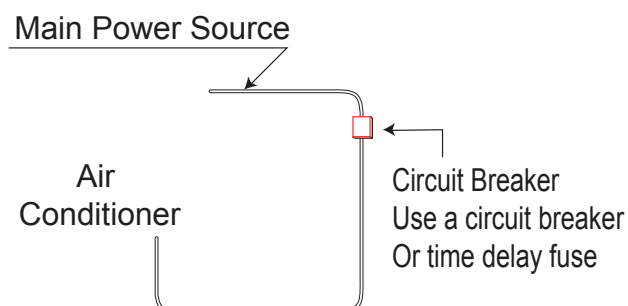 Main Power Source
Air
Conditioner
Circuit Breaker
Use a circuit breaker
Or time delay fuse